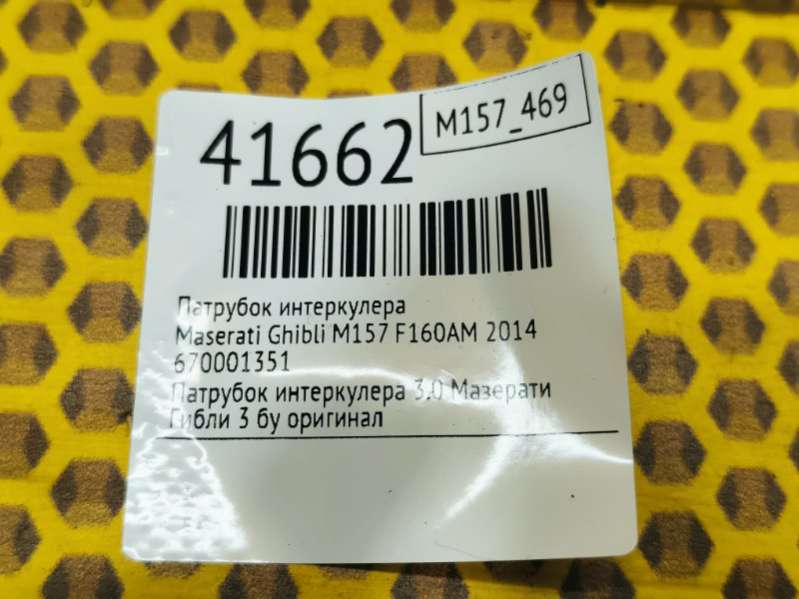 41662
M157_469
Патрубок интеркулера
Maserati Ghibli M157 F160AM 2014
670001351
Патрубок интеркулера 3.0 Мазерати
Гибли 3 бу оригинал